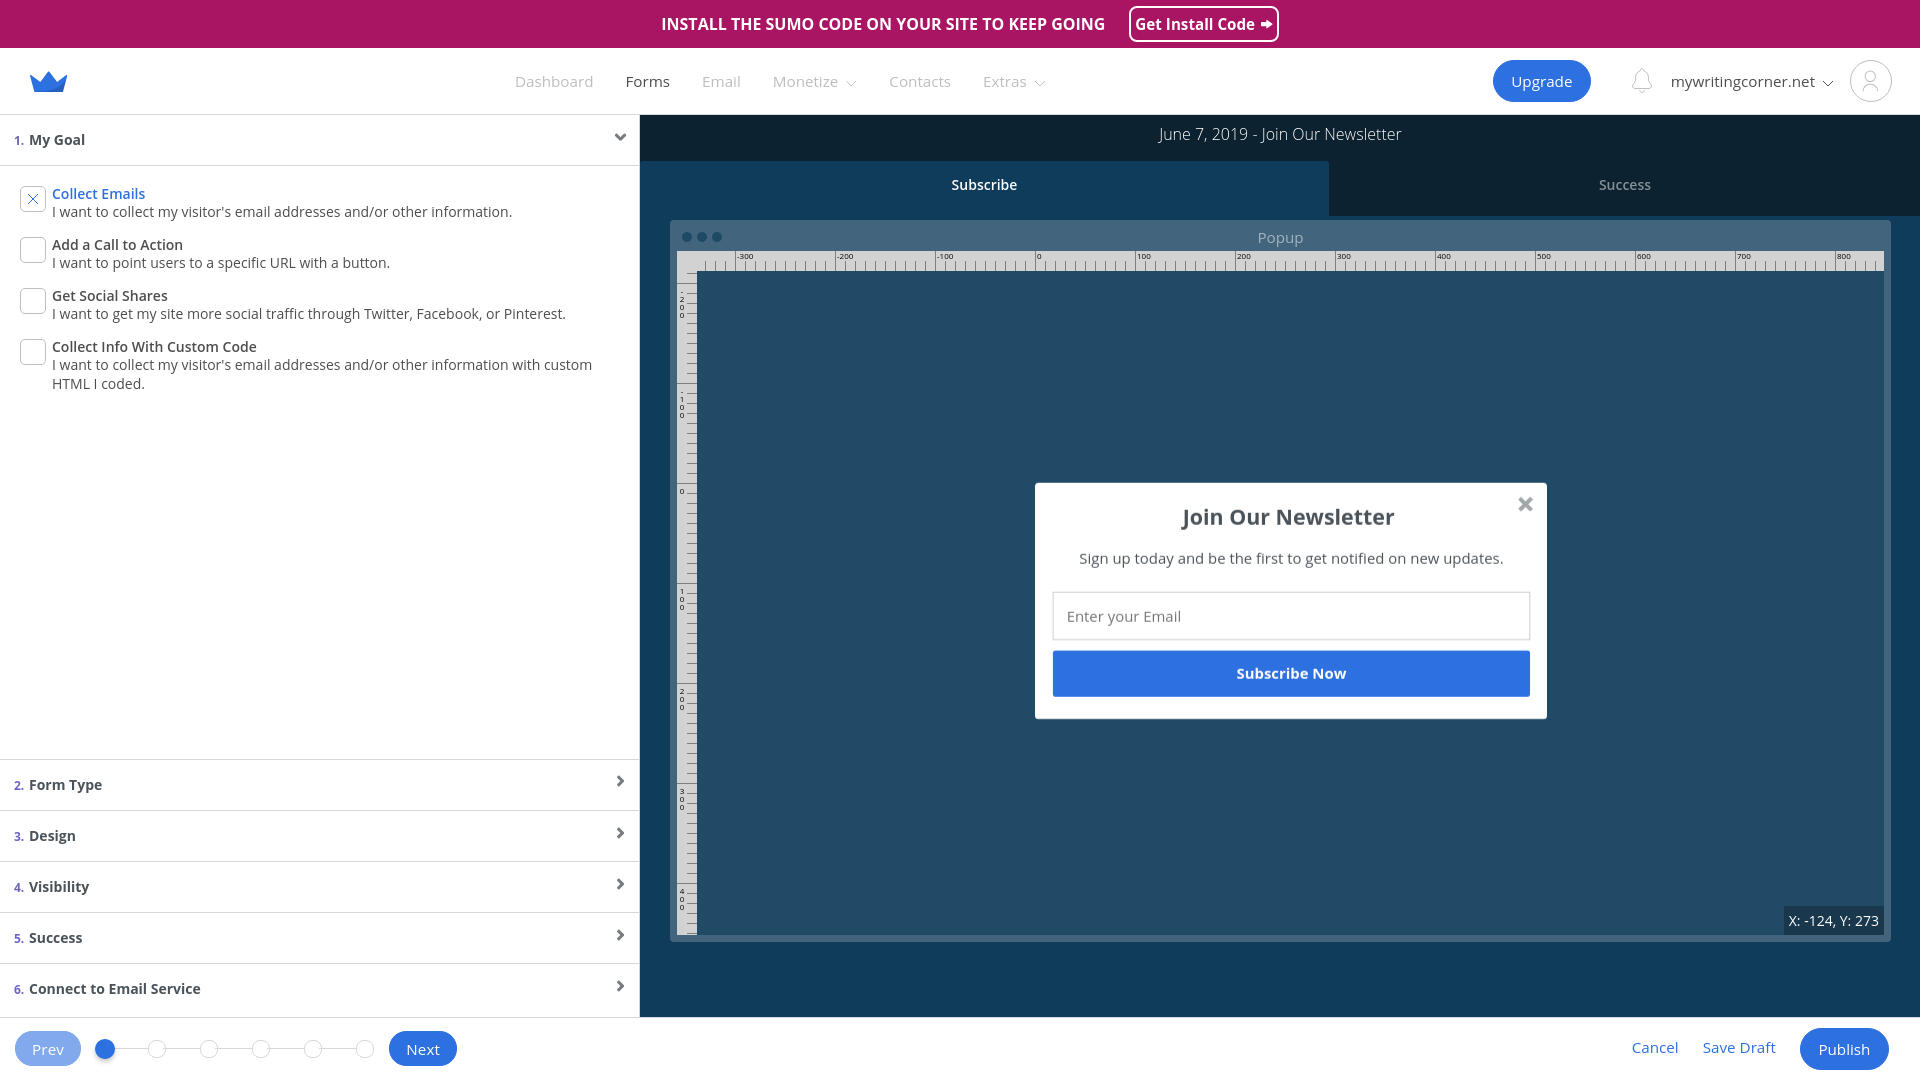 INSTALL THE SUMO CODE ON YOUR SITE TO KEEP GOING Get Install Code
Dashboard Forms Email Monetize Contacts Extras Upgrade mywritingcorner.net
1. My Goal
Collect Emails
I want to collect my visitor's email addresses and/or other information.
Add a Call to Action
I want to point users to a specific URL with a button.
Get Social Shares
I want to get my site more social traffic through Twitter, Facebook, or Pinterest.
Collect Info With Custom Code
I want to collect my visitor's email addresses and/or other information with custom
HTML I coded.
2. Form Type
3. Design
4. Visibility
5. Success
6. Connect to Email Service
June 7, 2019 - Join Our Newsletter
Subscribe Success
Popup
-300 -200 -100 0 100 200 300 400 500 600 700 800
-200
-100
0
100
200
300
400
Join Our Newsletter
Sign up today and be the first to get notified on new updates.
Enter your Email
Subscribe Now
X: -124, Y: 273
Prev Next Cancel Save Draft Publish